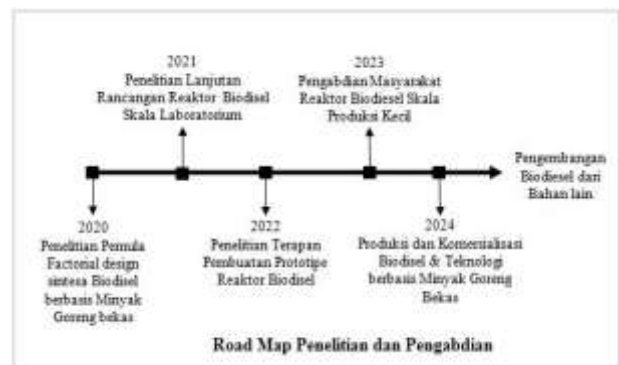 2021
Penelitian Lanjutan
Rancangan Reaktor Biodisel
Skala Laboratorium
2023
Pengabdian Masyarakat
Reaktor Biodiesel Skala
Produksi Kecil
Pengembangan
Biodiesel dari
Bahan lain
2020
Penelitian Pemula
Factorial design
sintesa Biodisel
berbasis Minyak
Goreng bekas
2022
Penelitian Terapan
Pembuatan Prototipe
Reaktor Biodisel
2024
Produksi dan Komersialisasi
Biodisel & Teknologi
berbasis Minyak Goreng
Bekas
Road Map Penelitian dan Pengabdian